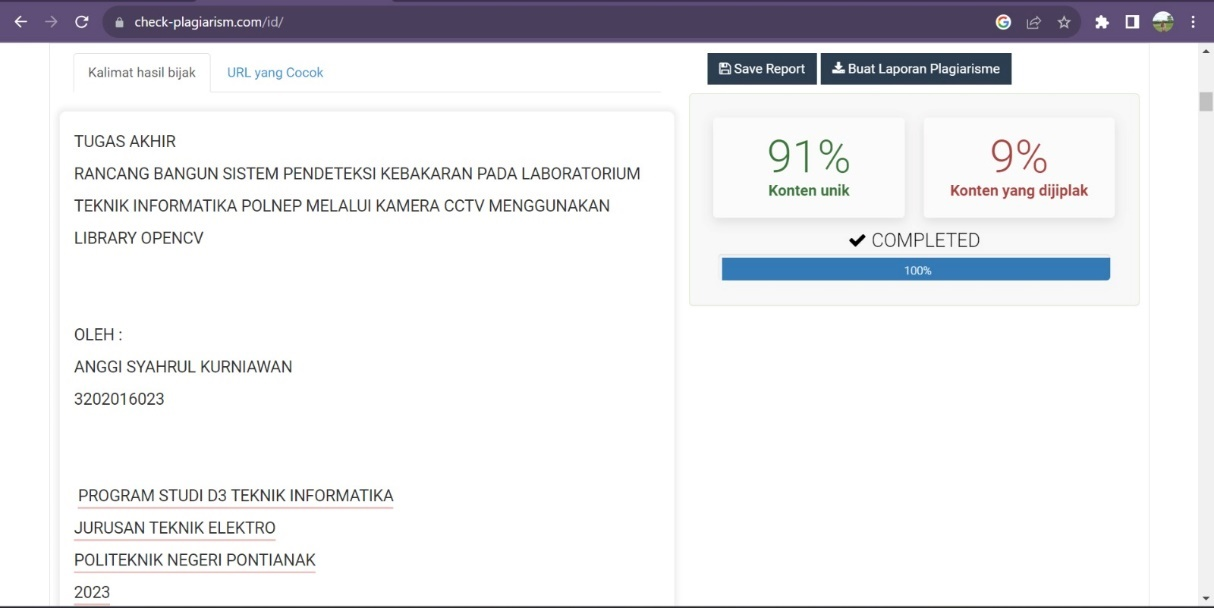 check-plagiarism.com/id/
Kalimat hasil bijak
URL yang Cocok
Save Report
Buat Laporan Plagiarisme
TUGAS AKHIR
RANCANG BANGUN SISTEM PENDETEKSI KEBAKARAN PADA LABORATORIUM
TEKNIK INFORMATIKA POLNEP MELALUI KAMERA CCTV MENGGUNAKAN
LIBRARY OPENCV
OLEH :
ANGGI SYAHRUL KURNIAWAN
3202016023
PROGRAM STUDI D3 TEKNIK INFORMATIKA
JURUSAN TEKNIK ELEKTRO
POLITEKNIK NEGERI PONTIANAK
2023
91%
Konten unik
9%
Konten yang dijiplak
COMPLETED
100%